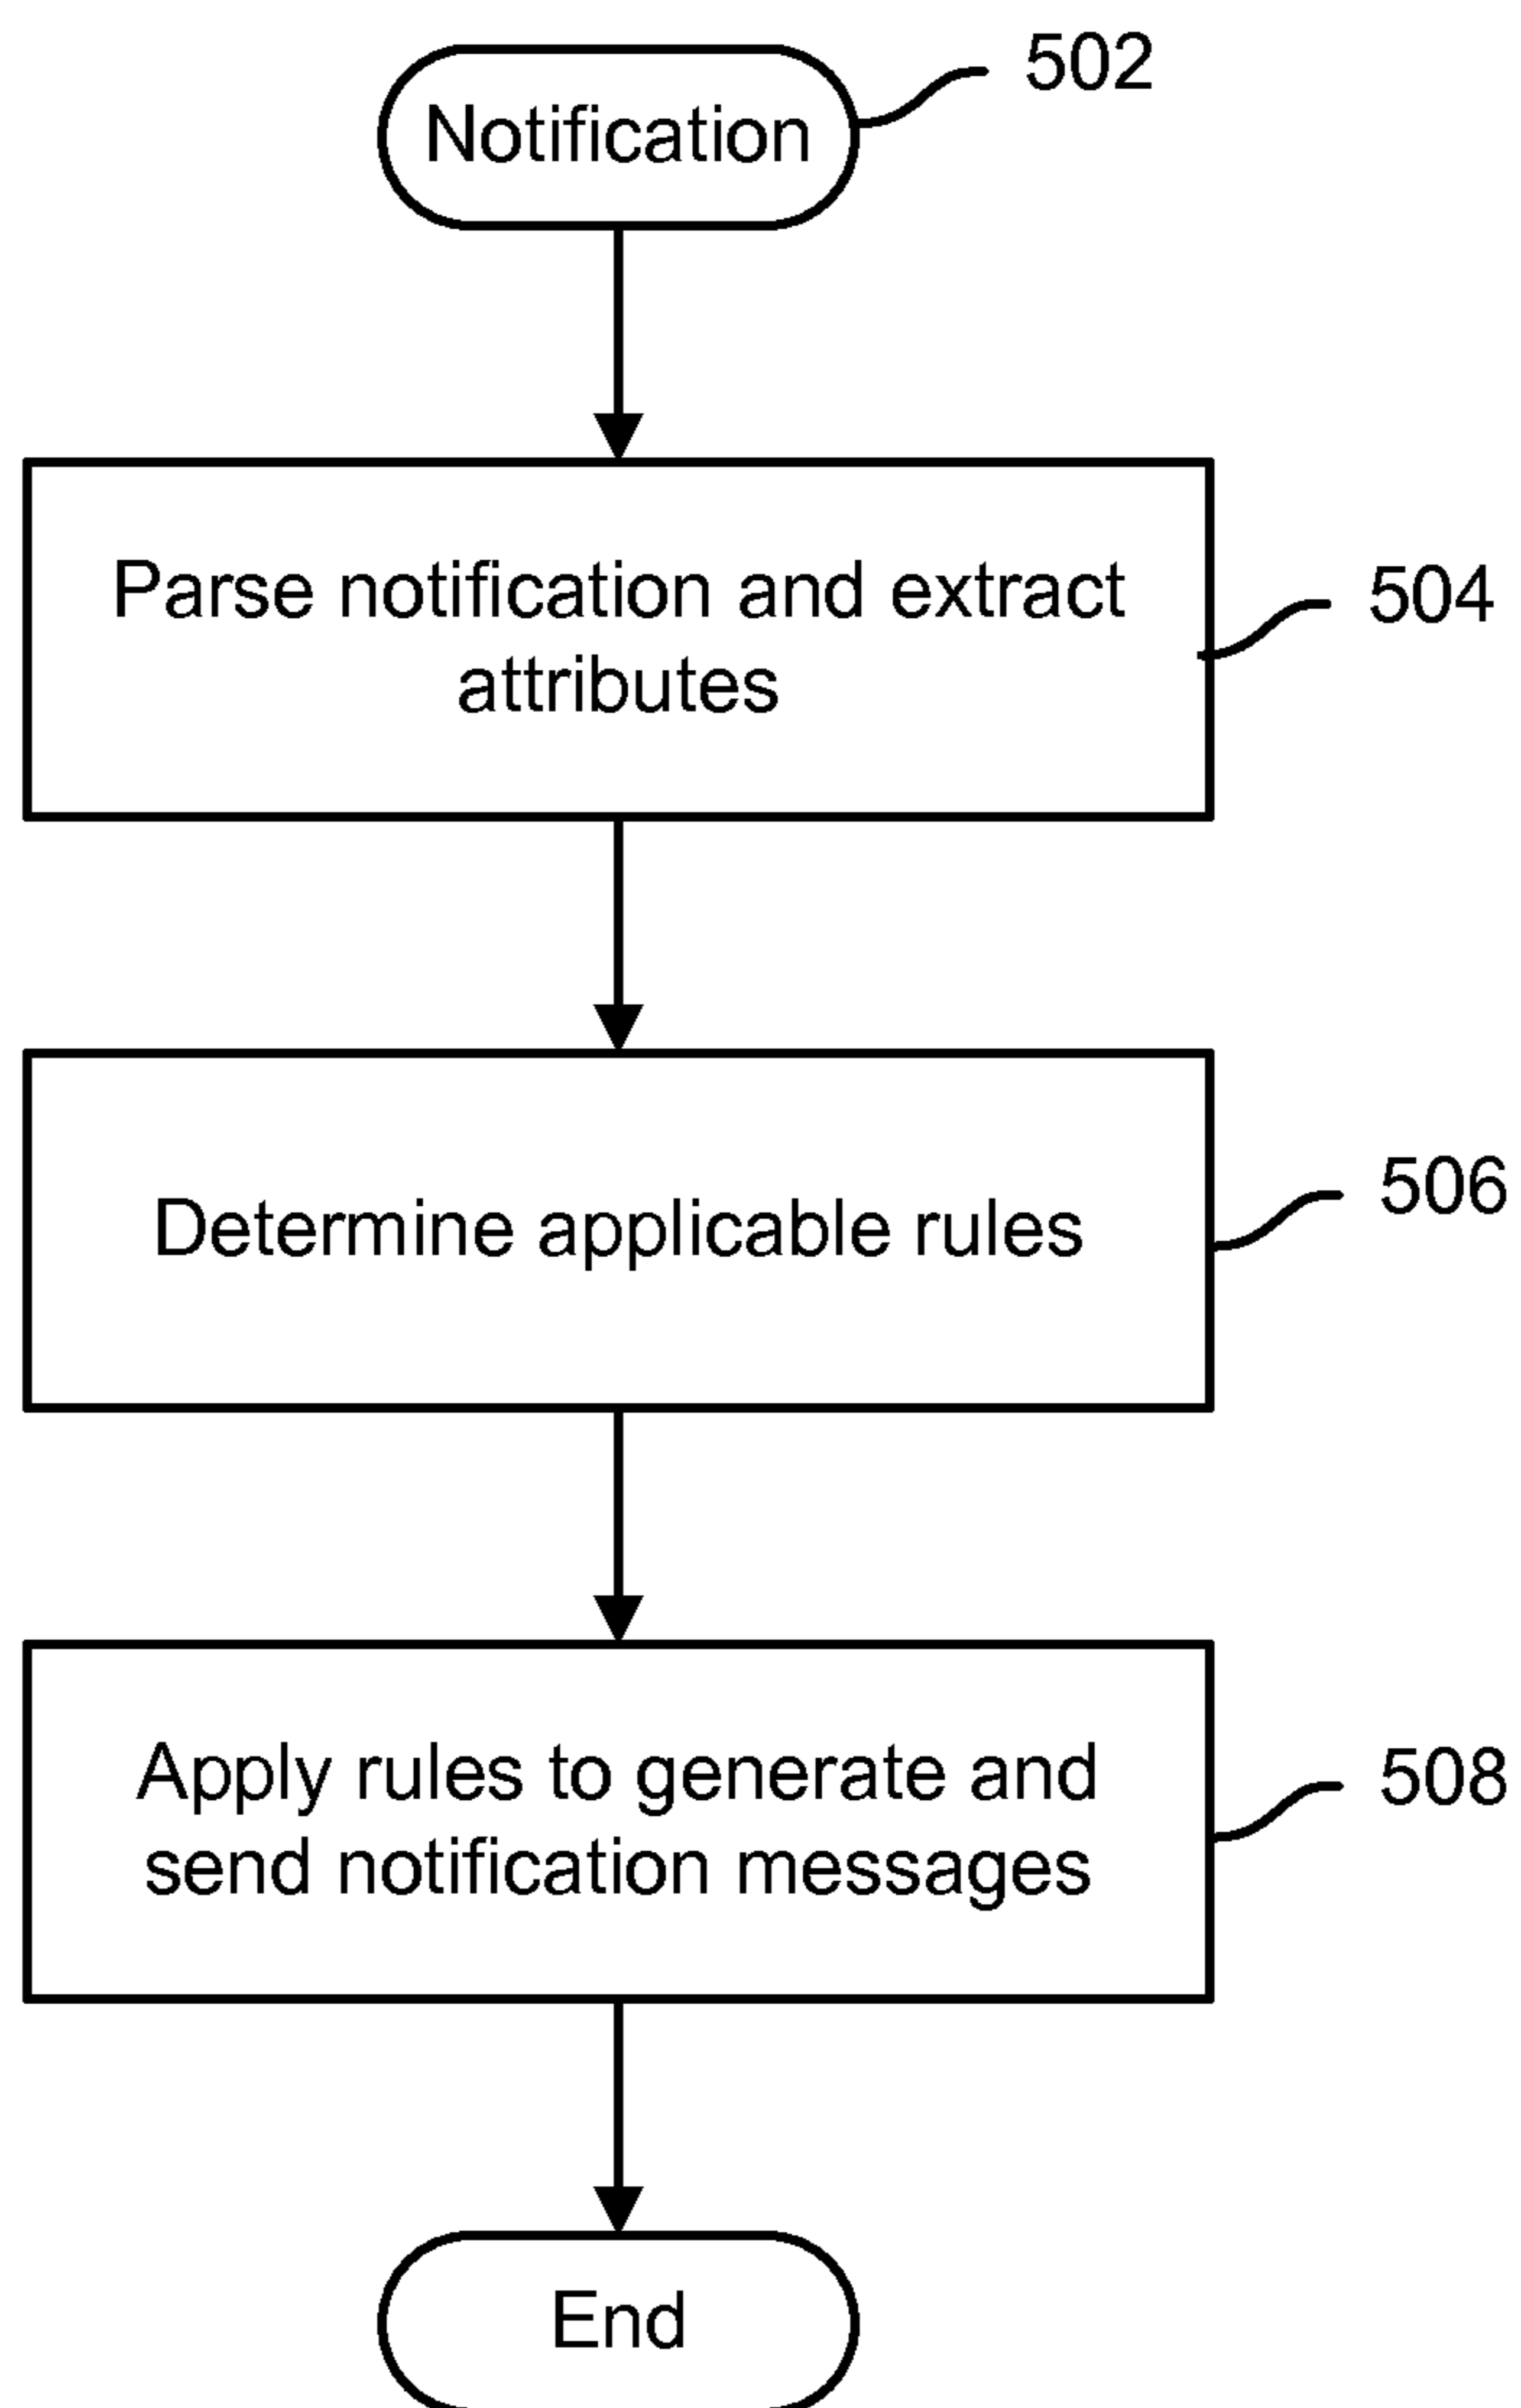 Notification
502
Parse notification and extract
attributes
504
Determine applicable rules
506
Apply rules to generate and
send notification messages
508
End